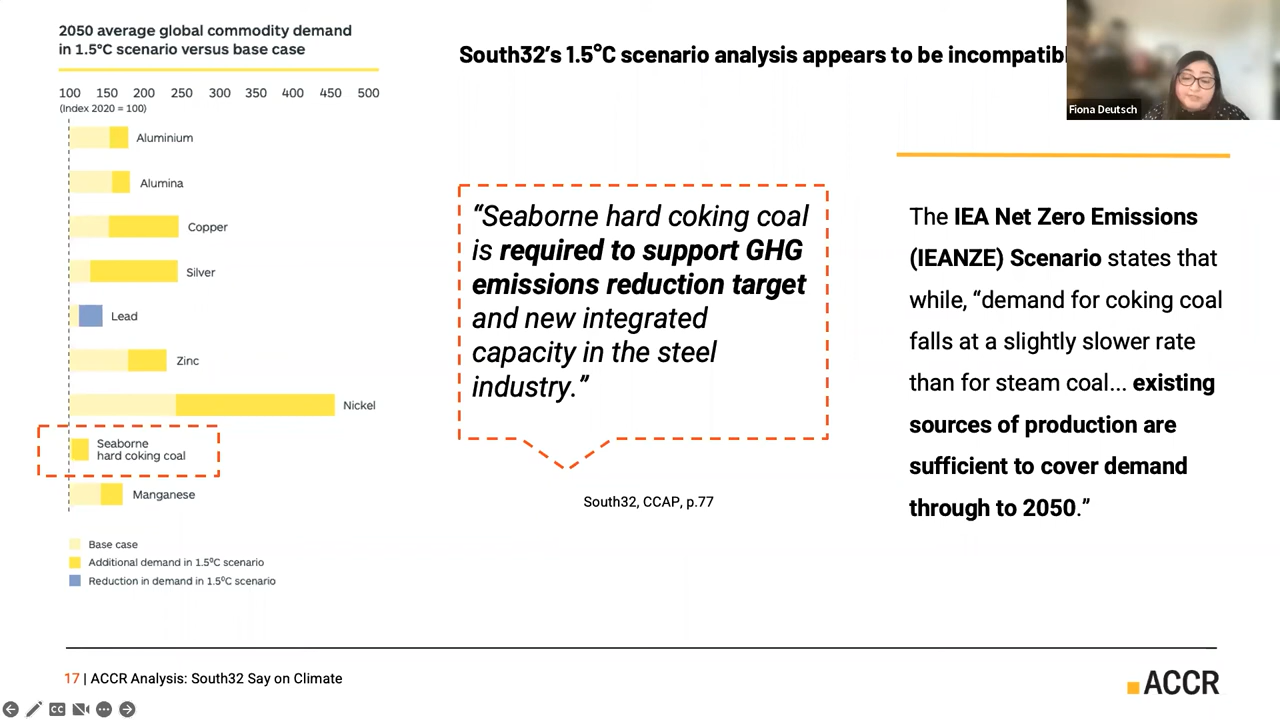 2050 average global commodity demand
in 1.5°C scenario versus base case
100 150 200 250 300 350 400 450 500
(Index 2020 = 100)
Aluminium
Alumina
Copper
Silver
Lead
Zinc
Nickel
Seaborne
hard coking coal
Manganese
Base case
Additional demand in 1.5°C scenario
Reduction in demand in 1.5°C scenario
South32’s 1.5°C scenario analysis appears to be
“Seaborne hard coking coal
is required to support GHG
emissions reduction target
and new integrated
capacity in the steel
industry.”
South32, CCAP, p.77
Fiona Deutsch
The IEA Net Zero Emissions
(IEANZE) Scenario states that
while, “demand for coking coal
falls at a slightly slower rate
than for steam coal... existing
sources of production are
sufficient to cover demand
through to 2050.”
17 | ACCR Analysis: South32 Say on Climate
ACCR
CC